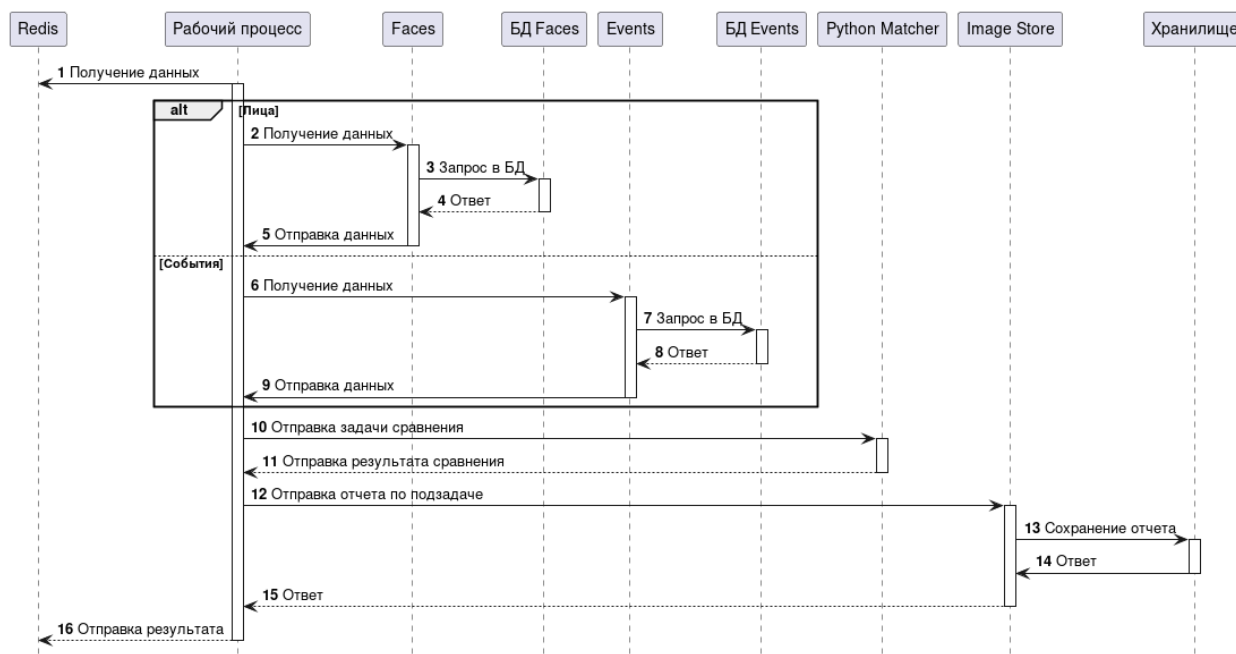 Redis
Рабочий процесс
Faces
БД Faces
Events
БД Events
Python Matcher
Image Store
Хранилище
1 Получение данных
alt
[Лица]
2 Получение данных
3 Запрос в БД
4 Ответ
5 Отправка данных
[События]
6 Получение данных
7 Запрос в БД
8 Ответ
9 Отправка данных
10 Отправка задачи сравнения
11 Отправка результата сравнения
12 Отправка отчета по подзадаче
13 Сохранение отчета
14 Ответ
15 Ответ
16 Отправка результата